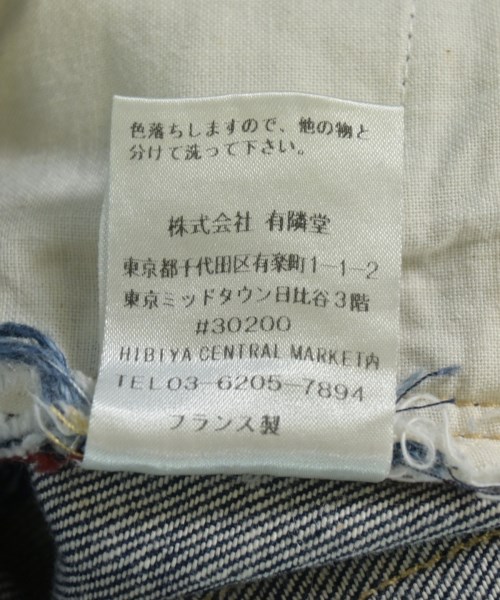 色落ちしますので、他の物と
分けて洗って下さい。
株式会社 有隣堂
東京都千代田区有楽町1-1-2
東京ミッドタウン日比谷3階
#30200
HIBIYA CENTRAL MARKET内
TEL03-6205-7894
フランス製